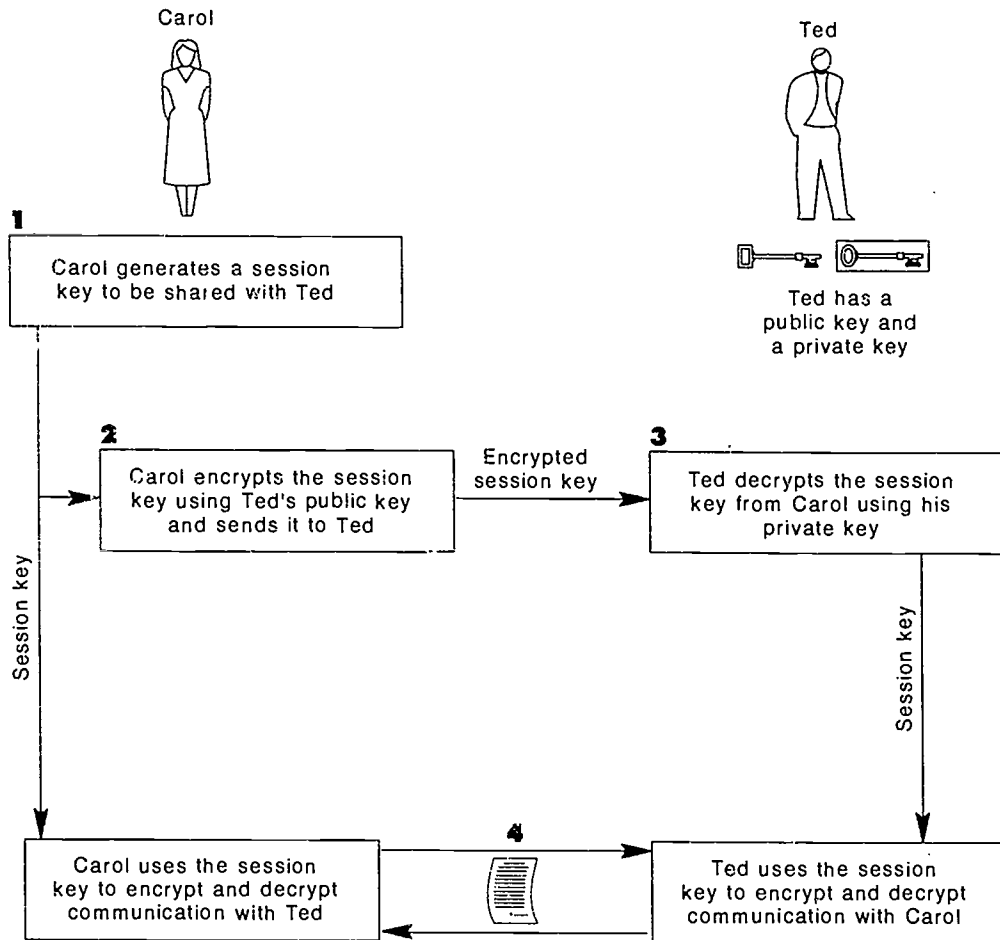 Carol
Ted
1
Carol generates a session
key to be shared with Ted
Ted has a
public key and
a private key
2
Carol encrypts the session
key using Ted's public key
and sends it to Ted
Encrypted
session key
3
Ted decrypts the session
key from Carol using his
private key
Session key
Session key
4
Carol uses the session
key to encrypt and decrypt
communication with Ted
Ted uses the session
key to encrypt and decrypt
communication with Carol